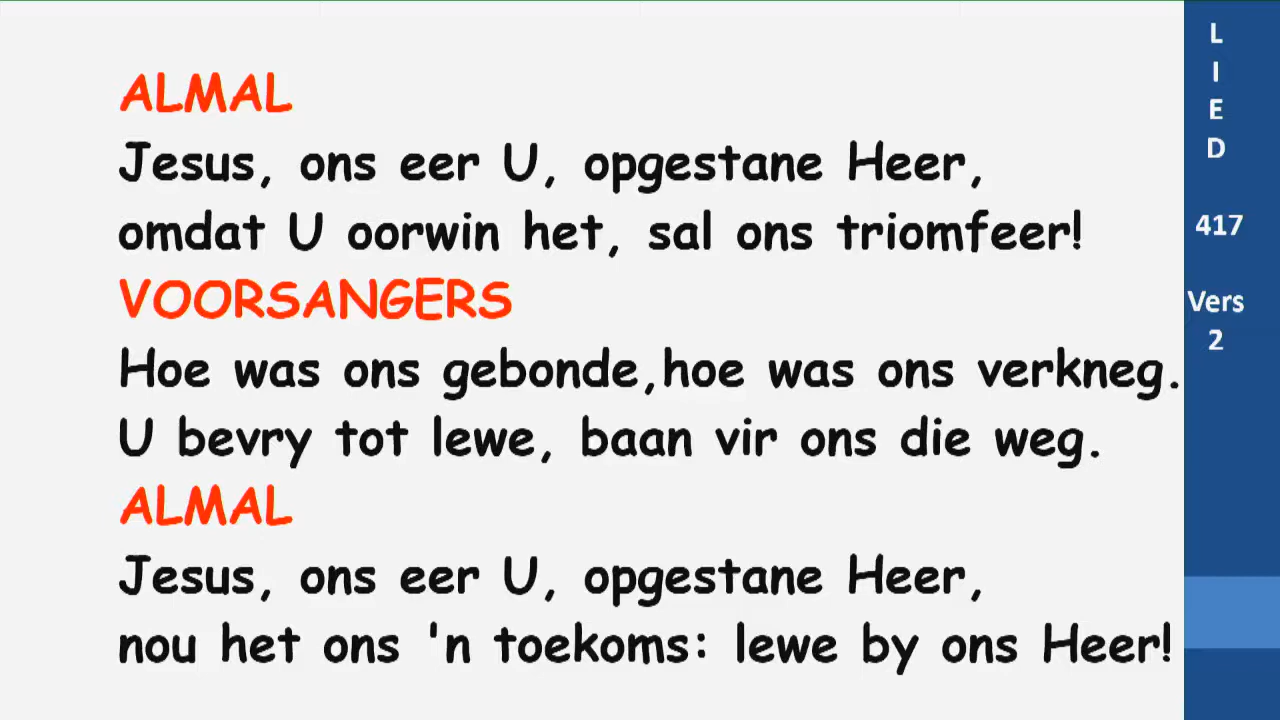 ALMAL
Jesus, ons eer U, opgestane Heer,
omdat U oorwin het, sal ons triomfeer!
VOORSANGERS
Hoe was ons gebonde,hoe was ons verkneg.
U bevry tot lewe, baan vir ons die weg.
ALMAL
Jesus, ons eer U, opgestane Heer,
nou het ons 'n toekoms: lewe by ons Heer!
L
I
E
D
417
Vers
2